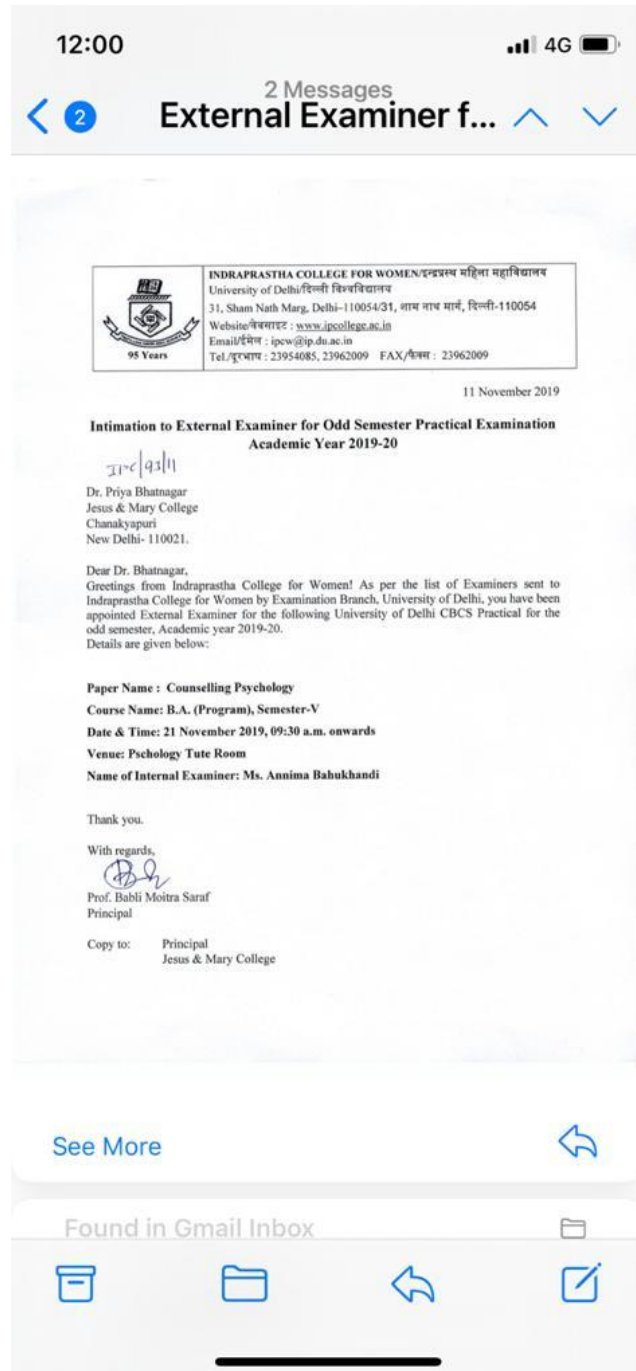 12:00
4G
2 Messages
2
External Examiner f...
INDRAPRASTHA COLLEGE FOR WOMEN/इन्द्रप्रस्थ महिला महाविद्यालय
University of Delhi/दिल्ली विश्वविद्यालय
31, Sham Nath Marg, Delhi-110054/31, शाम नाथ मार्ग, दिल्ली-110054
Website/वेबसाइट : www.ipcollege.ac.in
Email/ईमेल : ipcw@ip.du.ac.in
Tel./दूरभाष : 23954085, 23962009 FAX/फैक्स : 23962009
95 Years
11 November 2019
Intimation to External Examiner for Odd Semester Practical Examination
Academic Year 2019-20
IPC/93/11
Dr. Priya Bhatnagar
Jesus & Mary College
Chanakyapuri
New Delhi- 110021.
Dear Dr. Bhatnagar,
Greetings from Indraprastha College for Women! As per the list of Examiners sent to
Indraprastha College for Women by Examination Branch, University of Delhi, you have been
appointed External Examiner for the following University of Delhi CBCS Practical for the
odd semester, Academic year 2019-20.
Details are given below:
Paper Name : Counselling Psychology
Course Name: B.A. (Program), Semester-V
Date & Time: 21 November 2019, 09:30 a.m. onwards
Venue: Pschology Tute Room
Name of Internal Examiner: Ms. Annima Bahukhandi
Thank you.
With regards,
Prof. Babli Moitra Saraf
Principal
Copy to: Principal
Jesus & Mary College
See More
Found in Gmail Inbox